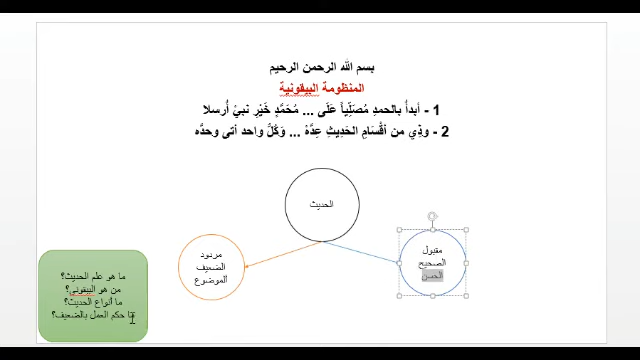 بسم الله الرحمن الرحيم
المنظومة البيقونية
1 - أبدأُ بالحمدِ مُصَلِّياً عَلَى ... مُحَمَّدٍ خَيْرِ نبيْ أُرسلا
2 - وذِي من أقْسَامِ الحَدِيثِ عِدَّهْ ... وَكُلُّ واحد أتى وحدَّه
الحديث
مقبول
الصحيح
الحسن
مردود
الضعيف
الموضوع
ما هو علم الحديث؟
من هو البيقوني؟
ما أنواع الحديث؟
ما حكم العمل بالضعيف؟